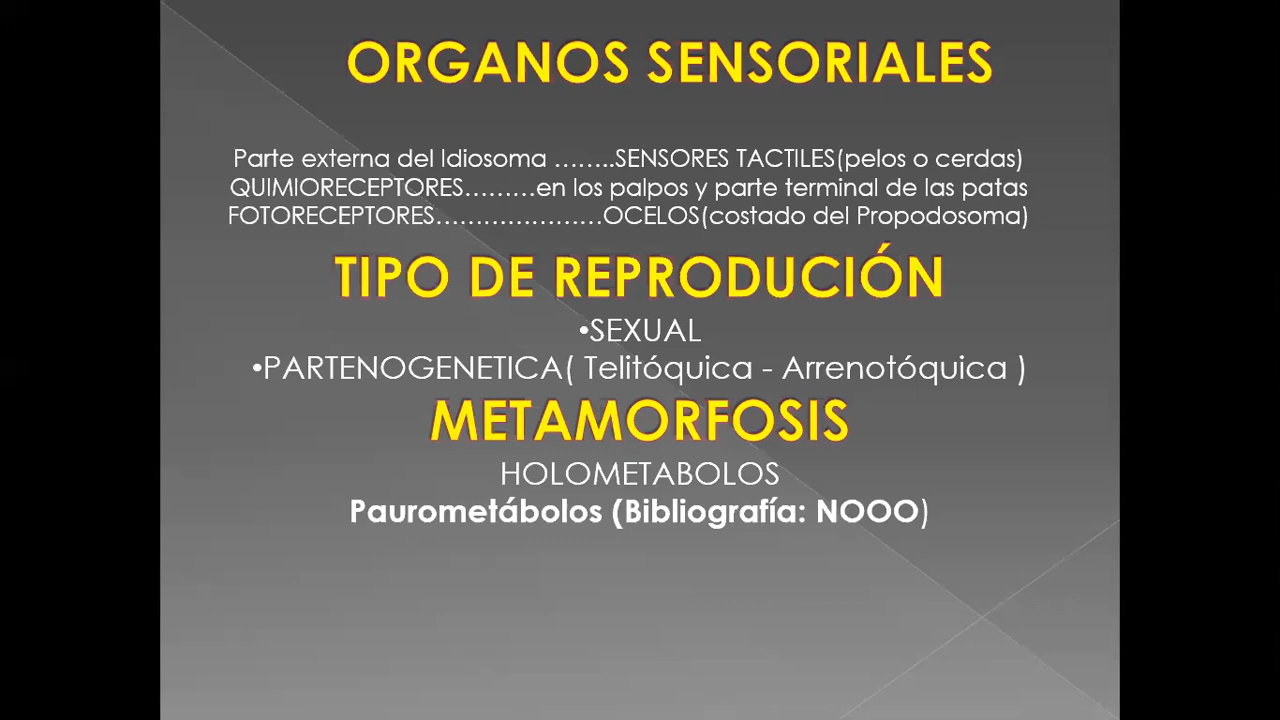 ORGANOS SENSORIALES
Parte externa del Idiosoma ……..SENSORES TACTILES(pelos o cerdas)
QUIMIORECEPTORES………en los palpos y parte terminal de las patas
FOTORECEPTORES…………………OCELOS(costado del Propodosoma)
TIPO DE REPRODUCIÓN
•SEXUAL
•PARTENOGENETICA( Telitóquica - Arrenotóquica )
METAMORFOSIS
HOLOMETABOLOS
Paurometábolos (Bibliografía: NOOO)